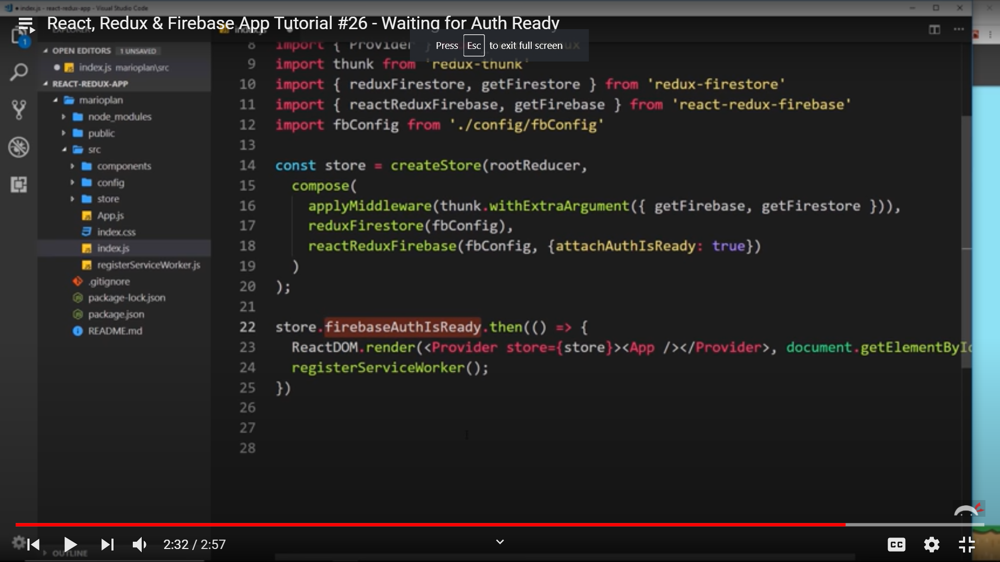 index.js - react-redux-app - Visual Studio Code
React, Redux & Firebase App Tutorial #26 - Waiting for Auth Ready
EXPLORER
index.js
1
Press Esc to exit full screen
OPEN EDITORS 1 UNSAVED
index.js marioplan\src
REACT-REDUX-APP
marioplan
node_modules
public
src
components
config
store
App.js
index.css
index.js
registerServiceWorker.js
.gitignore
package-lock.json
package.json
README.md
OUTLINE
8 import { Provider }
9 import thunk from 'redux-thunk'
10 import { reduxFirestore, getFirestore } from 'redux-firestore'
11 import { reactReduxFirebase, getFirebase } from 'react-redux-firebase'
12 import fbConfig from './config/fbConfig'
13
14 const store = createStore(rootReducer,
15 compose(
16 applyMiddleware(thunk.withExtraArgument({ getFirebase, getFirestore })),
17 reduxFirestore(fbConfig),
18 reactReduxFirebase(fbConfig, {attachAuthIsReady: true})
19 )
20 );
21
22 store.firebaseAuthIsReady.then(() => {
23 ReactDOM.render(<Provider store={store}><App /></Provider>, document.getElementById
24 registerServiceWorker();
25 })
26
27
28
2:32 / 2:57
CC